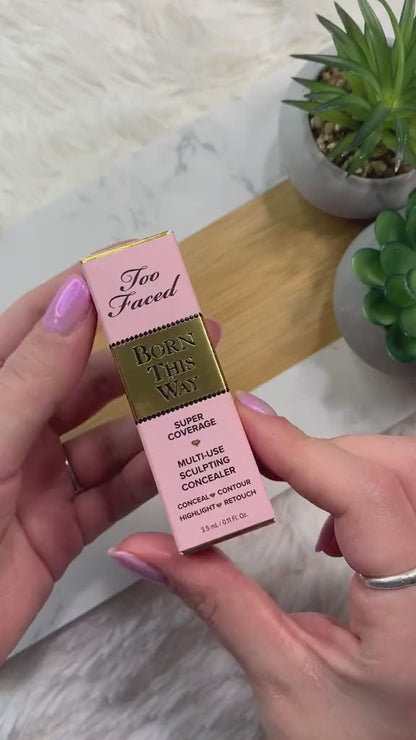 Too
Faced
BORN
THIS
WAY
SUPER
COVERAGE
MULTI-USE
SCULPTING
CONCEALER
CONCEAL CONTOUR
HIGHLIGHT RETOUCH
3.5 mL / 0.11 Fl. Oz.